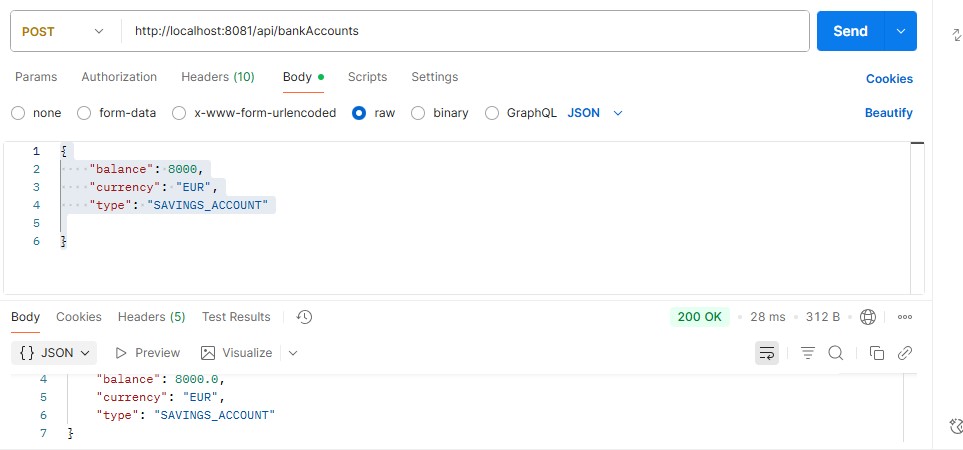 POST http://localhost:8081/api/bankAccounts Send
Params Authorization Headers (10) Body Scripts Settings Cookies
none form-data x-www-form-urlencoded raw binary GraphQL JSON Beautify
1 {
2 "balance": 8000,
3 "currency": "EUR",
4 "type": "SAVINGS_ACCOUNT"
5
6 }
Body Cookies Headers (5) Test Results 200 OK • 28 ms • 312 B •
{} JSON Preview Visualize
4 "balance": 8000.0,
5 "currency": "EUR",
6 "type": "SAVINGS_ACCOUNT"
7 }